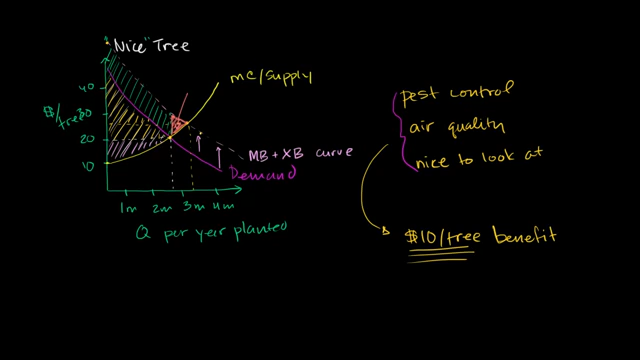 "Nice" Tree
40
$/tree
30
20
10
MC/supply
MB + XB curve
Demand
1m 2m 3m 4m
Q per year planted
pest control
air quality
nice to look at
$10/tree benefit